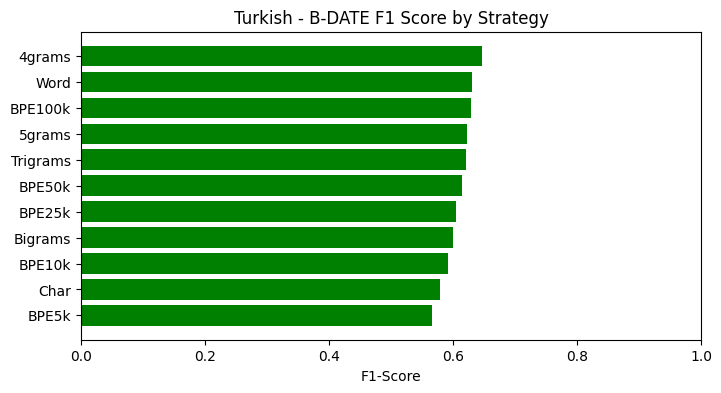 Turkish - B-DATE F1 Score by Strategy
4grams
Word
BPE100k
5grams
Trigrams
BPE50k
BPE25k
Bigrams
BPE10k
Char
BPE5k
0.0 0.2 0.4 0.6 0.8 1.0
F1-Score